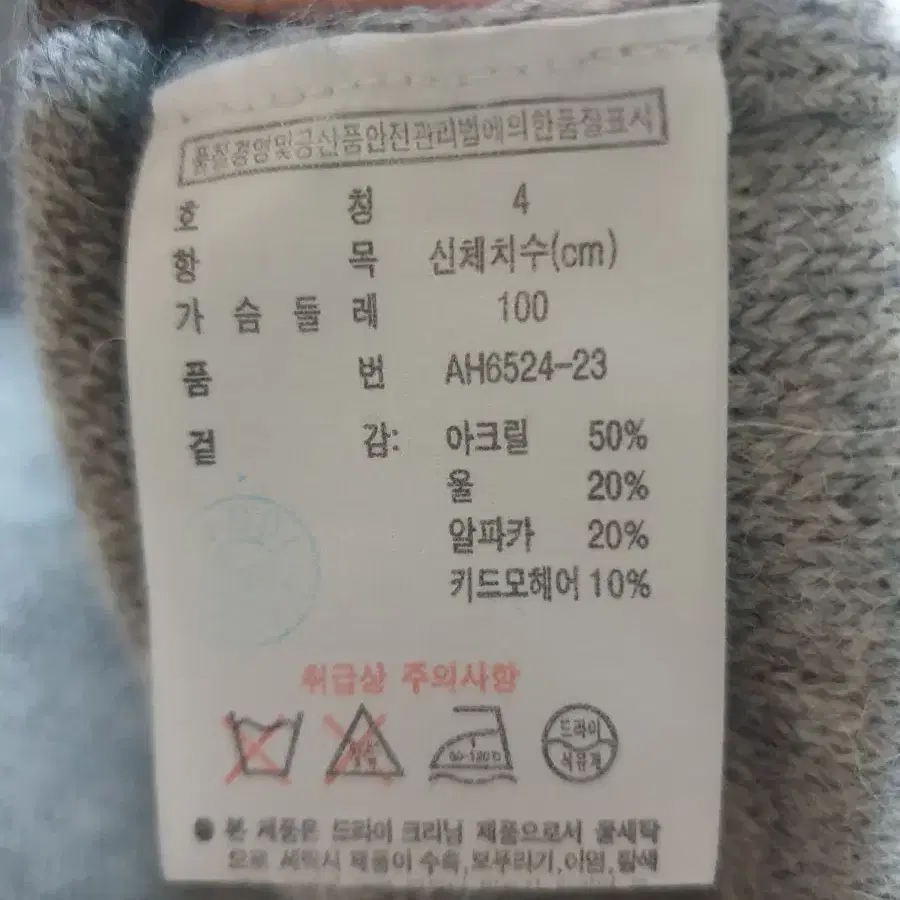 품질경영및공산품안전관리법에의한품질표시
호 칭 4
항 목 신체치수(cm)
가 슴 둘 레 100
품 번 AH6524-23
겉 감: 아크릴 50%
울 20%
알파카 20%
키드모헤어 10%
취급상 주의사항
염소
80-120℃
드라이
석유계
● 본 제품은 드라이 크리닝 제품으로서 물세탁
으로 세탁시 제품이 수축,보푸라기,이염,탈색